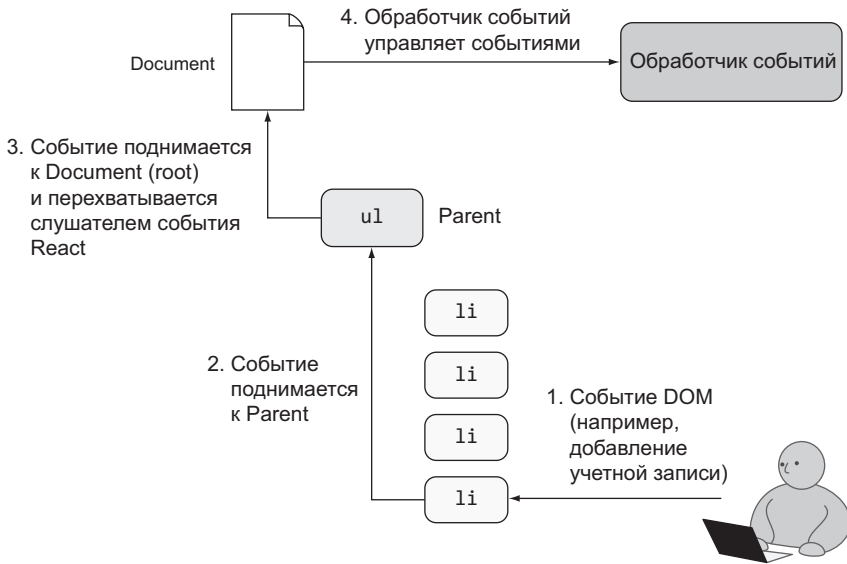 4. Обработчик событий
управляет событиями
Document
Обработчик событий
3. Событие поднимается
к Document (root)
и перехватывается
слушателем события
React
ul
Parent
li
li
li
li
2. Событие
поднимается
к Parent
1. Событие DOM
(например,
добавление
учетной записи)